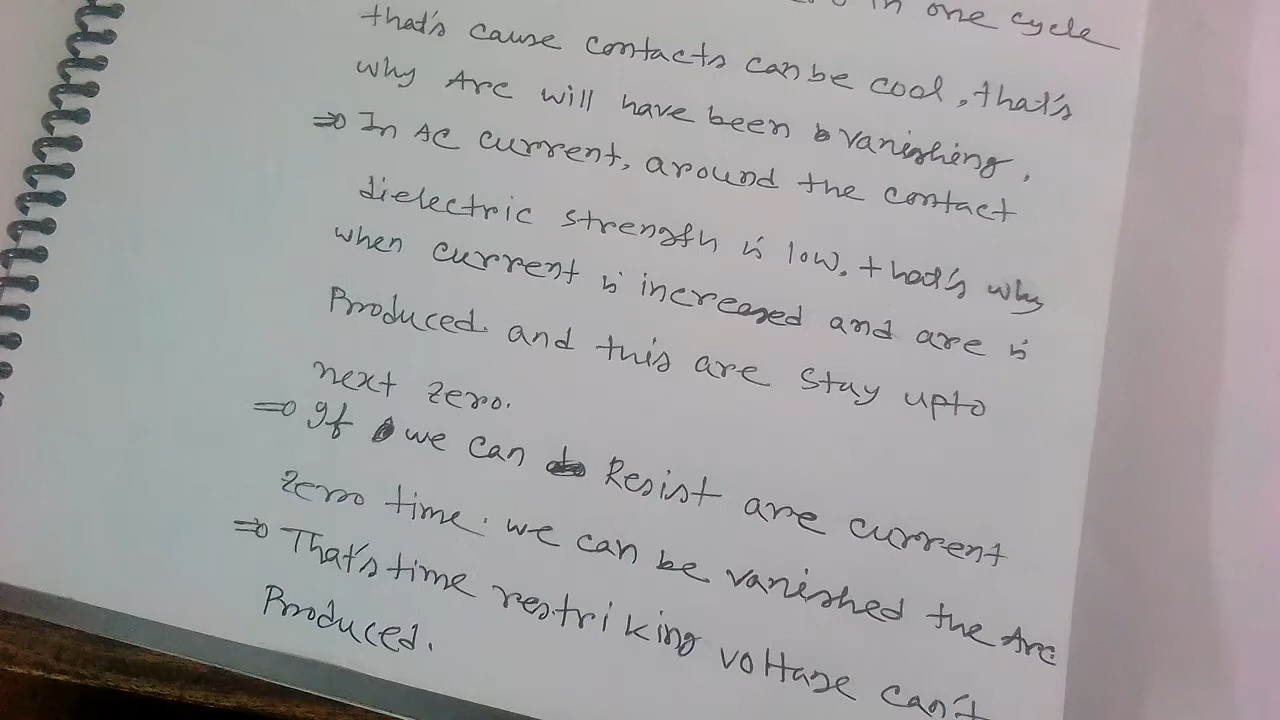 in one cycle
that's cause contacts can be cool, that's
why Arc will have been vanishing.
⇒ In AC current, around the contact
dielectric strength is low, that's why
when current is increased and arc is
Produced. and this arc stay upto
next zero.
⇒ If we can Resist arc current
zero time. we can be vanished the Arc
⇒ That's time restriking voltage can't
Produced.